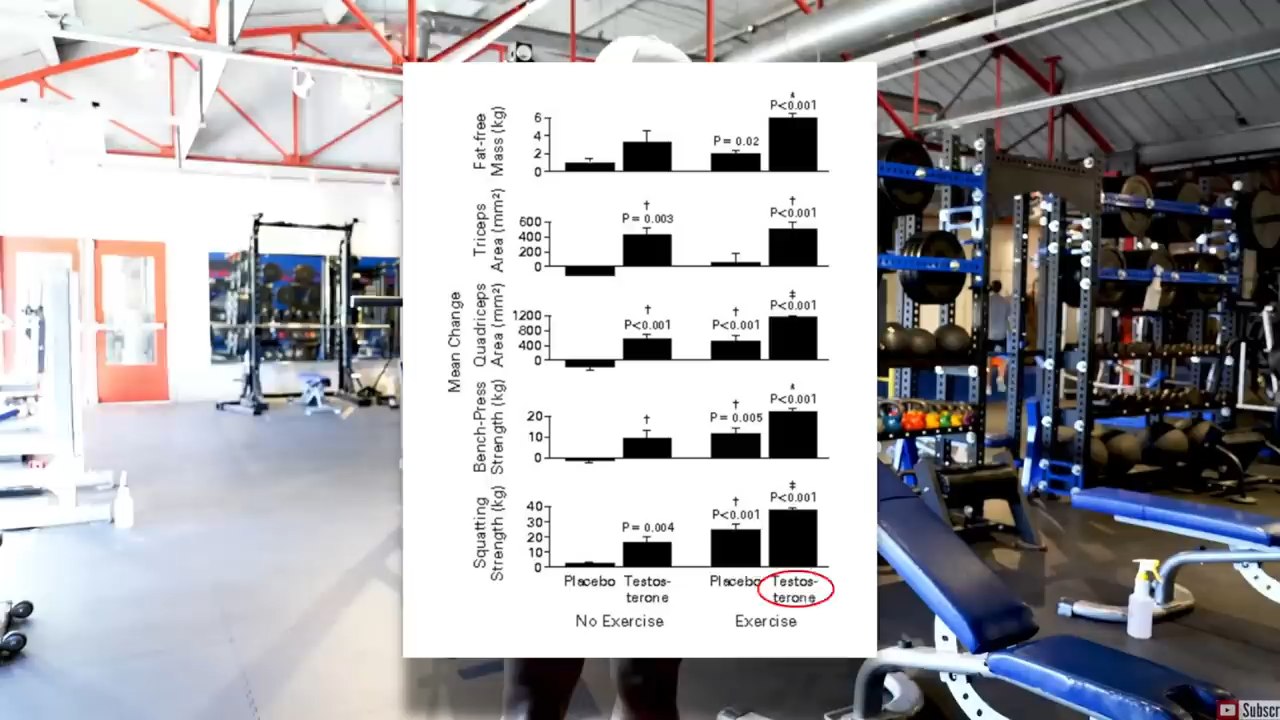 *
P<0.001
P = 0.02
Fat-free
Mass (kg)
6
4
2
0
†
P = 0.003
†
P<0.001
Triceps
Area (mm²)
600
400
200
0
†
P<0.001
†
P<0.001
‡
P<0.001
Quadriceps
Area (mm²)
1200
800
400
0
Mean Change
†
†
P = 0.005
*
P<0.001
Bench-Press
Strength (kg)
20
10
0
P = 0.004
†
P<0.001
‡
P<0.001
Squatting
Strength (kg)
40
30
20
10
0
Placebo
Testos-
terone
Placebo
Testos-
terone
No Exercise
Exercise
Subscr